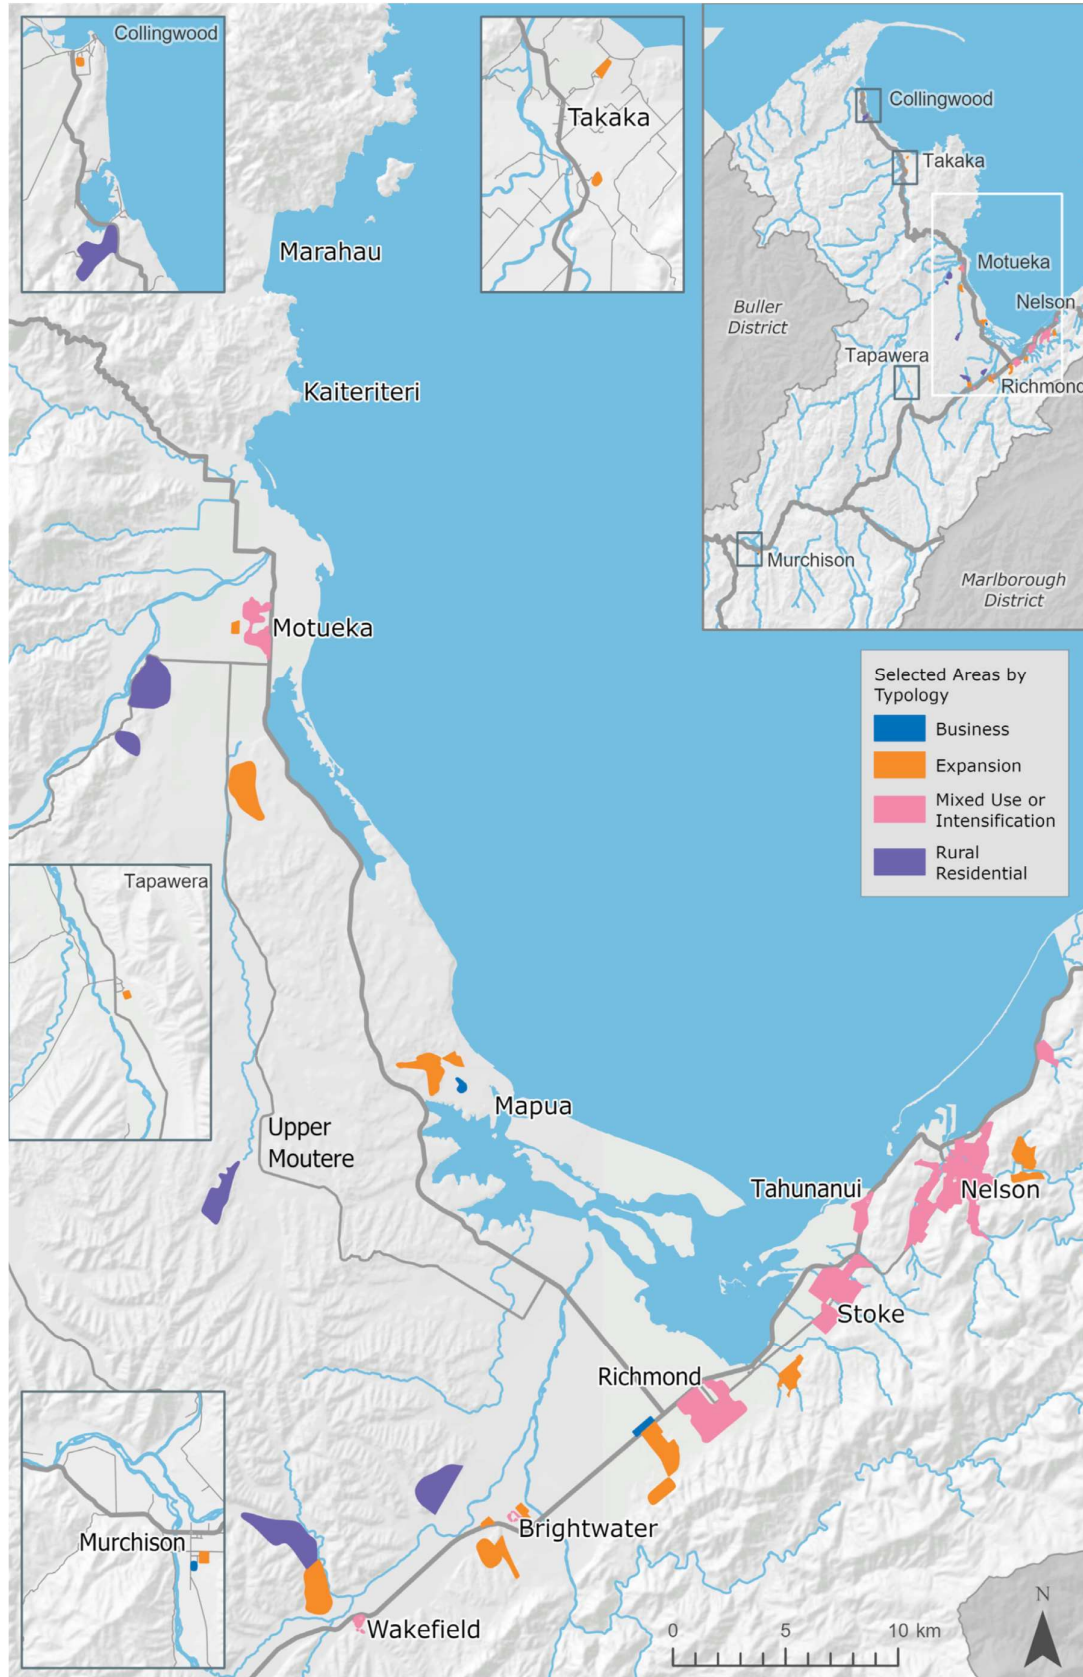 Collingwood
Takaka
Collingwood
Takaka
Motueka
Nelson
Buller
District
Tapawera
Richmond
Murchison
Marlborough
District
Marahau
Kaiteriteri
Motueka
Selected Areas by
Typology
Business
Expansion
Mixed Use or
Intensification
Rural
Residential
Tapawera
Mapua
Upper
Moutere
Tahunanui
Nelson
Stoke
Richmond
Brightwater
Murchison
Wakefield
0 5 10 km
N